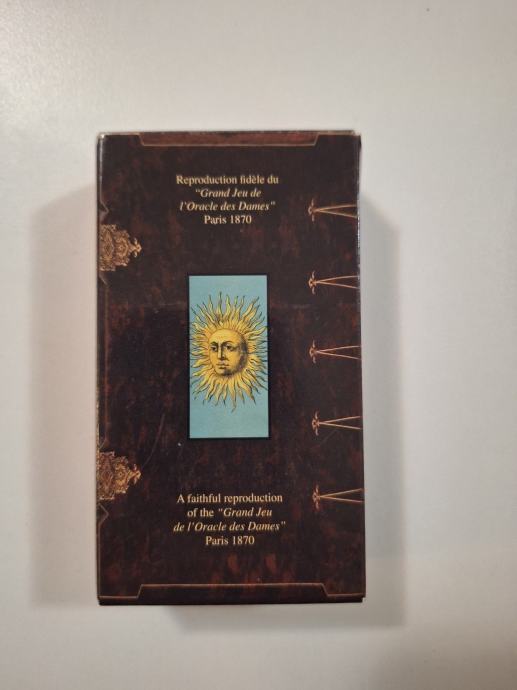 Reproduction fidèle du
"Grand Jeu de
l'Oracle des Dames"
Paris 1870
A faithful reproduction
of the "Grand Jeu
de l'Oracle des Dames"
Paris 1870